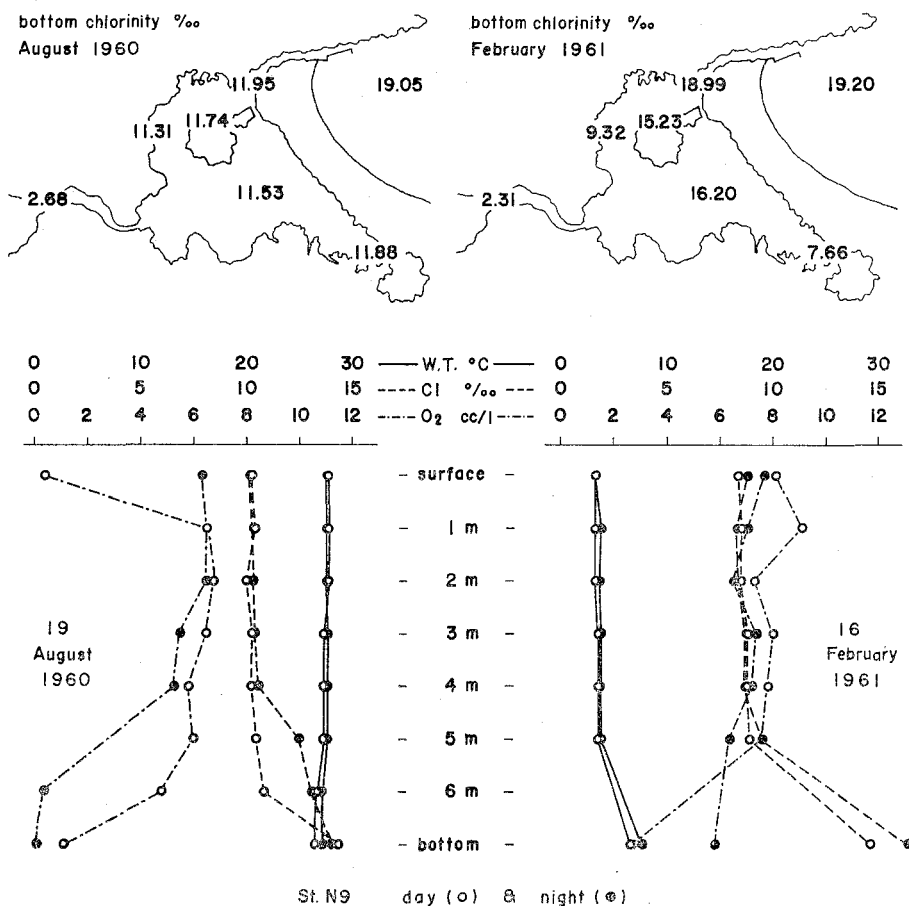 bottom chlorinity ‰
August 1960
11.95
19.05
11.31
11.74
11.53
2.68
11.88
bottom chlorinity ‰
February 1961
18.99
19.20
9.32
15.23
16.20
2.31
7.66
0 10 20 30 W.T. °C 0 10 20 30
0 5 10 15 Cl ‰ 0 5 10 15
0 2 4 6 8 10 12 O₂ cc/l 0 2 4 6 8 10 12
- surface -
- 1 m -
- 2 m -
- 3 m -
- 4 m -
- 5 m -
- 6 m -
- bottom -
19
August
1960
16
February
1961
St. N9 day (o) & night (●)